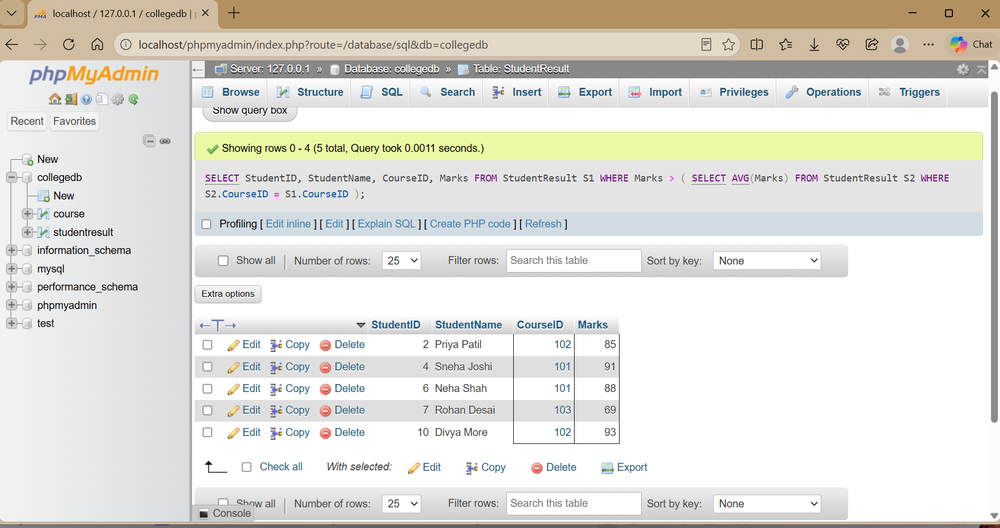 localhost / 127.0.0.1 / collegedb |
localhost/phpmyadmin/index.php?route=/database/sql&db=collegedb
Chat
phpMyAdmin
Recent Favorites
New
collegedb
New
course
studentresult
information_schema
mysql
performance_schema
phpmyadmin
test
Server: 127.0.0.1 » Database: collegedb » Table: StudentResult
Browse Structure SQL Search Insert Export Import Privileges Operations Triggers
Show query box
Showing rows 0 - 4 (5 total, Query took 0.0011 seconds.)
SELECT StudentID, StudentName, CourseID, Marks FROM StudentResult S1 WHERE Marks > ( SELECT AVG(Marks) FROM StudentResult S2 WHERE
S2.CourseID = S1.CourseID );
Profiling [ Edit inline ] [ Edit ] [ Explain SQL ] [ Create PHP code ] [ Refresh ]
Show all | Number of rows: 25 Filter rows: Search this table Sort by key: None
Extra options
StudentID StudentName CourseID Marks
Edit Copy Delete 2 Priya Patil 102 85
Edit Copy Delete 4 Sneha Joshi 101 91
Edit Copy Delete 6 Neha Shah 101 88
Edit Copy Delete 7 Rohan Desai 103 69
Edit Copy Delete 10 Divya More 102 93
Check all With selected: Edit Copy Delete Export
Show all | Number of rows: 25 Filter rows: Search this table Sort by key: None
Console